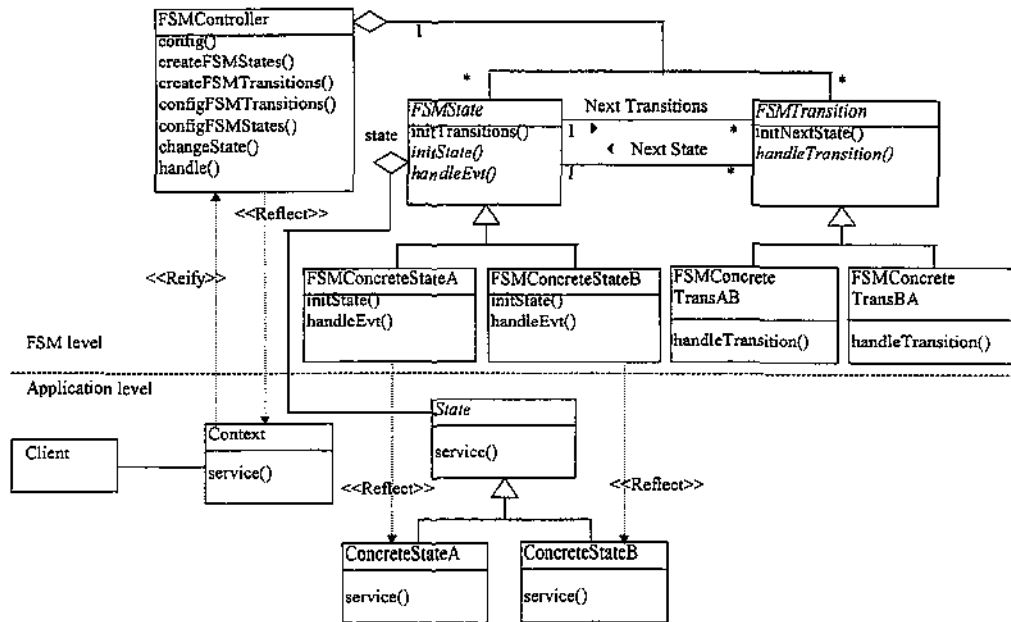 FSMController
config()
createFSMStates()
createFSMTransitions()
configFSMTransitions()
configFSMStates()
changeState()
handle()
1
*
*
FSMState
initTransitions()
initState()
handleEvt()
state
Next Transitions
1
*
Next State
1
*
FSMTransition
initNextState()
handleTransition()
<<Reflect>>
<<Reify>>
FSMConcreteStateA
initState()
handleEvt()
FSMConcreteStateB
initState()
handleEvt()
FSMConcrete
TransAB
handleTransition()
FSMConcrete
TransBA
handleTransition()
FSM level
Application level
Client
Context
service()
State
service()
<<Reflect>>
<<Reflect>>
ConcreteStateA
service()
ConcreteStateB
service()